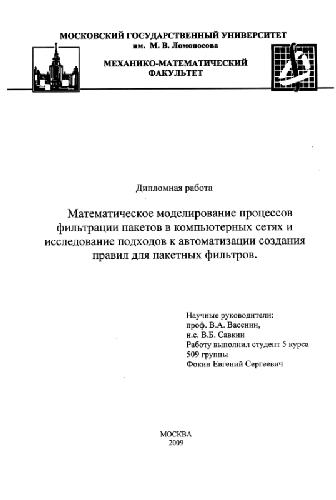 МОСКОВСКИЙ ГОСУДАРСТВЕННЫЙ УНИВЕРСИТЕТ
им. М. В. Ломоносова
МЕХАНИКО-МАТЕМАТИЧЕСКИЙ
ФАКУЛЬТЕТ
Дипломная работа
Математическое моделирование процессов
фильтрации пакетов в компьютерных сетях и
исследование подходов к автоматизации создания
правил для пакетных фильтров.
Научные руководители:
проф. В.А. Васенин,
н.с. В.Б. Савкин
Работу выполнил студент 5 курса
509 группы
Фокин Евгений Сергеевич
МОСКВА
2009